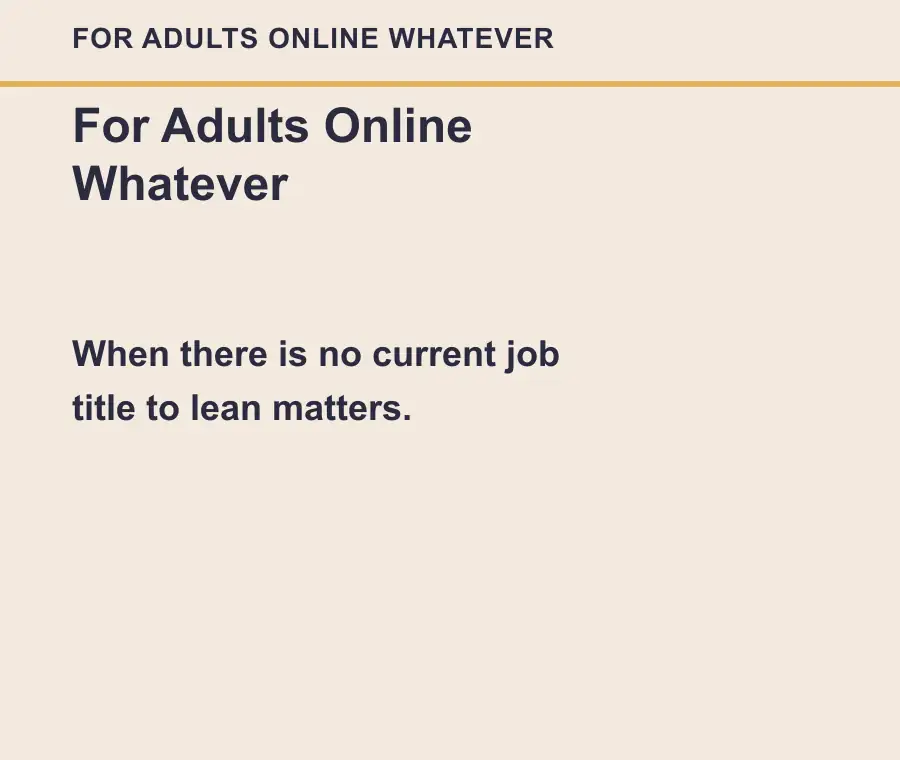 FOR ADULTS ONLINE WHATEVER
For Adults Online
Whatever
When there is no current job
title to lean matters.